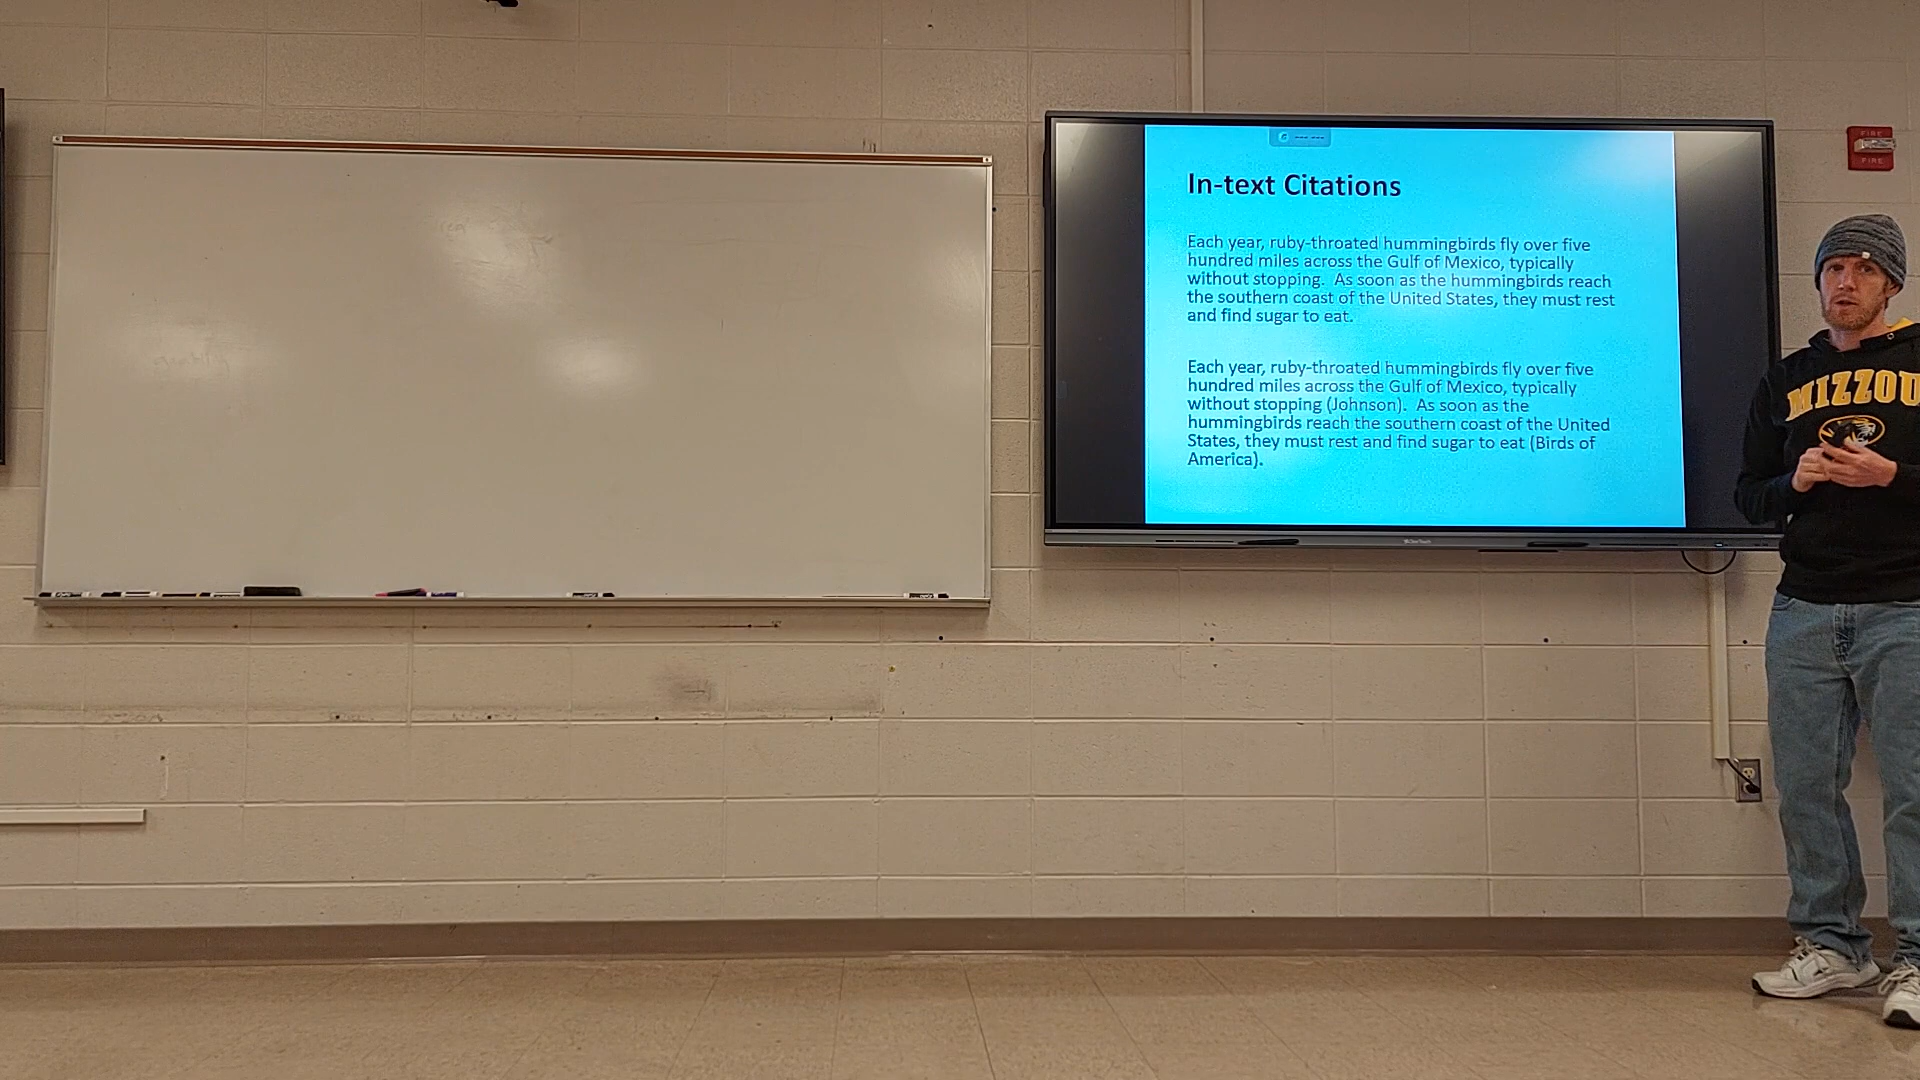 In-text Citations
Each year, ruby-throated hummingbirds fly over five
hundred miles across the Gulf of Mexico, typically
without stopping.  As soon as the hummingbirds reach
the southern coast of the United States, they must rest
and find sugar to eat.
Each year, ruby-throated hummingbirds fly over five
hundred miles across the Gulf of Mexico, typically
without stopping (Johnson).  As soon as the
hummingbirds reach the southern coast of the United
States, they must rest and find sugar to eat (Birds of
America).
FIRE
FIRE
MIZZOU